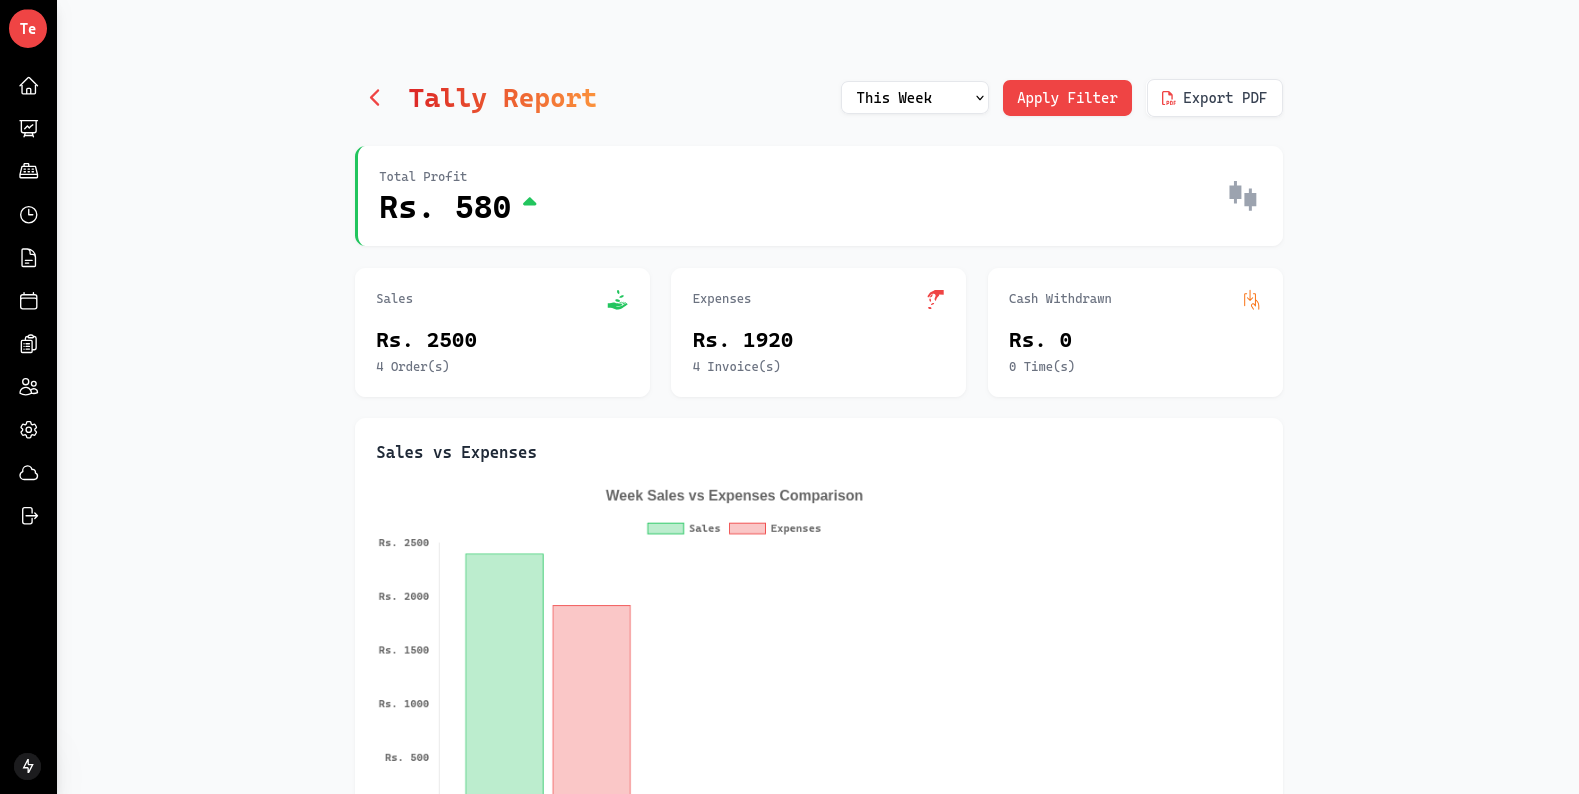 Te
Tally Report
This Week
Apply Filter
PDF
Export PDF
Total Profit
Rs. 580
Sales
Expenses
Cash Withdrawn
Rs. 2500
Rs. 1920
Rs. 0
4 Order(s)
4 Invoice(s)
0 Time(s)
Sales vs Expenses
Week Sales vs Expenses Comparison
Sales
Expenses
Rs. 2500
Rs. 2000
Rs. 1500
Rs. 1000
Rs. 500